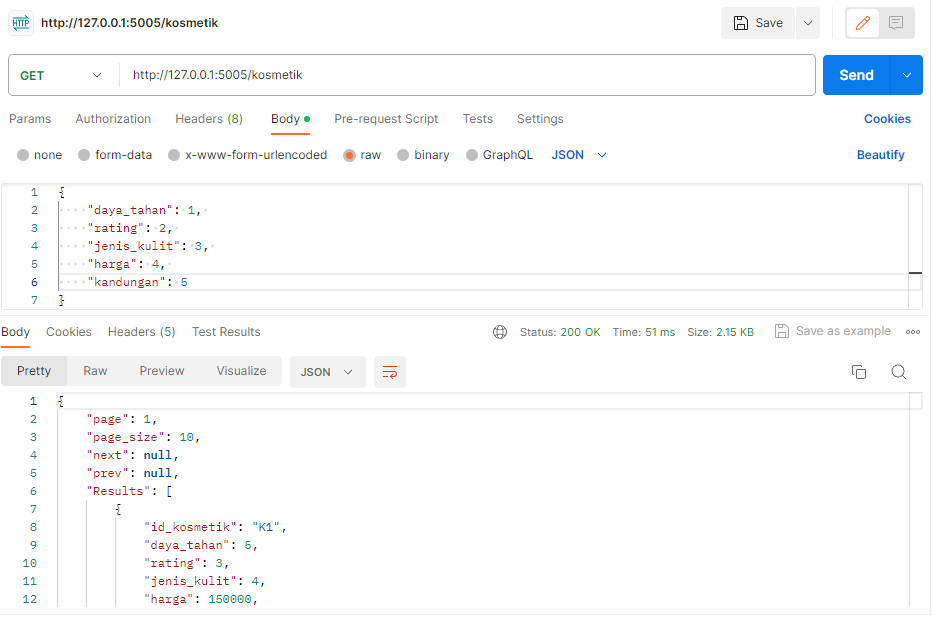 HTTP http://127.0.0.1:5005/kosmetik Save
GET http://127.0.0.1:5005/kosmetik Send
Params Authorization Headers (8) Body Pre-request Script Tests Settings Cookies
none form-data x-www-form-urlencoded raw binary GraphQL JSON Beautify
1 {
2 "daya_tahan": 1,
3 "rating": 2,
4 "jenis_kulit": 3,
5 "harga": 4,
6 "kandungan": 5
7 }
Body Cookies Headers (5) Test Results Status: 200 OK Time: 51 ms Size: 2.15 KB Save as example
Pretty Raw Preview Visualize JSON
1 {
2 "page": 1,
3 "page_size": 10,
4 "next": null,
5 "prev": null,
6 "Results": [
7 {
8 "id_kosmetik": "K1",
9 "daya_tahan": 5,
10 "rating": 3,
11 "jenis_kulit": 4,
12 "harga": 150000,